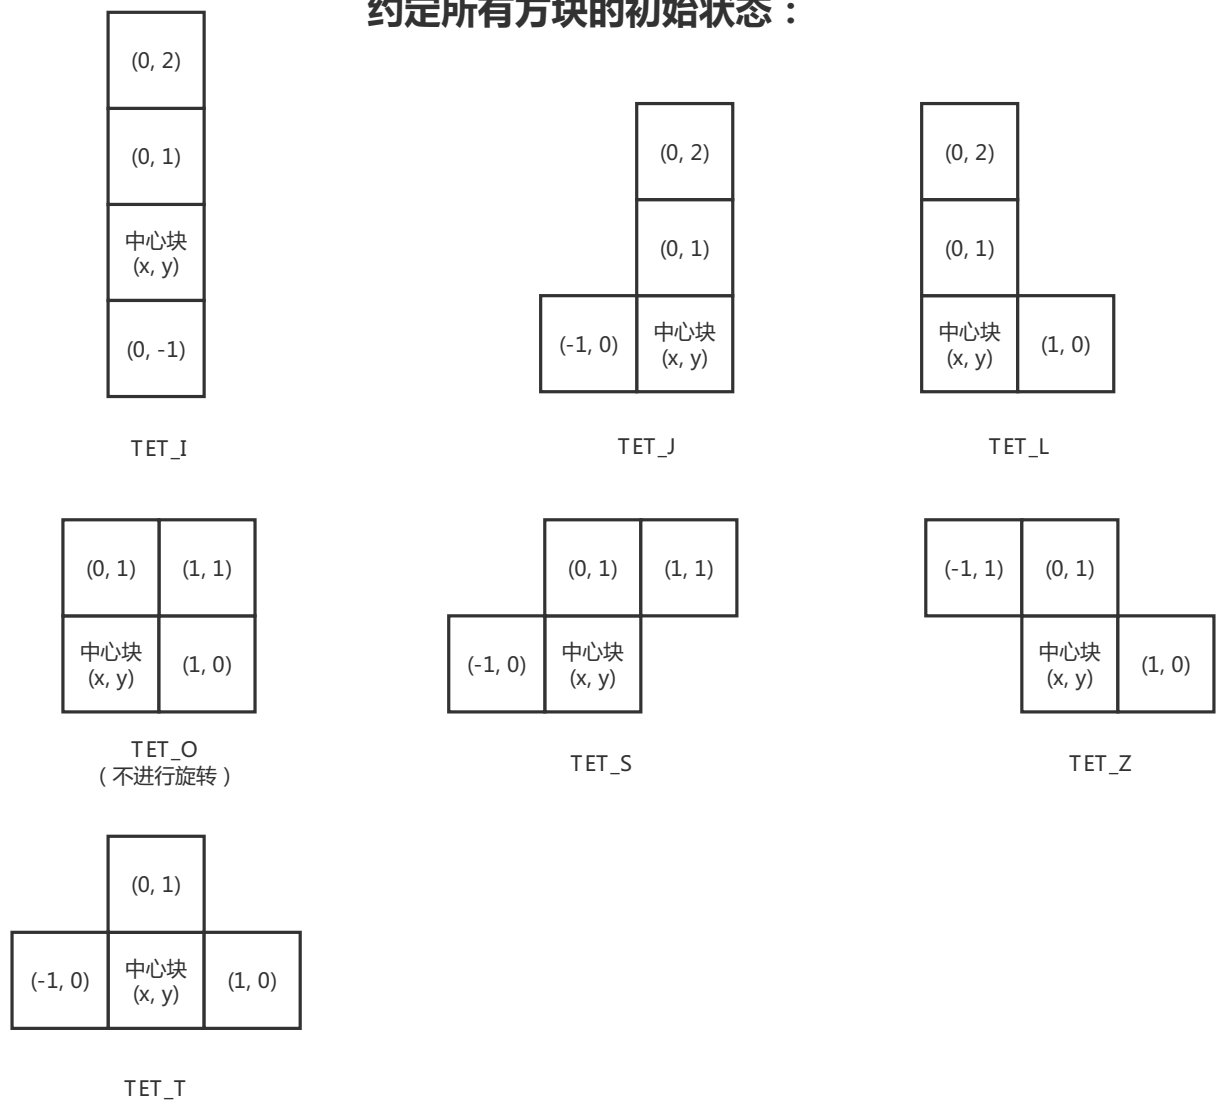 约定所有方块的初始状态：
(0, 2)
(0, 1)
中心块
(x, y)
(0, -1)
TET_I
(0, 2)
(0, 1)
(-1, 0)
中心块
(x, y)
TET_J
(0, 2)
(0, 1)
中心块
(x, y)
(1, 0)
TET_L
(0, 1)
(1, 1)
中心块
(x, y)
(1, 0)
TET_O
（不进行旋转）
(0, 1)
(1, 1)
(-1, 0)
中心块
(x, y)
TET_S
(-1, 1)
(0, 1)
中心块
(x, y)
(1, 0)
TET_Z
(0, 1)
(-1, 0)
中心块
(x, y)
(1, 0)
TET_T